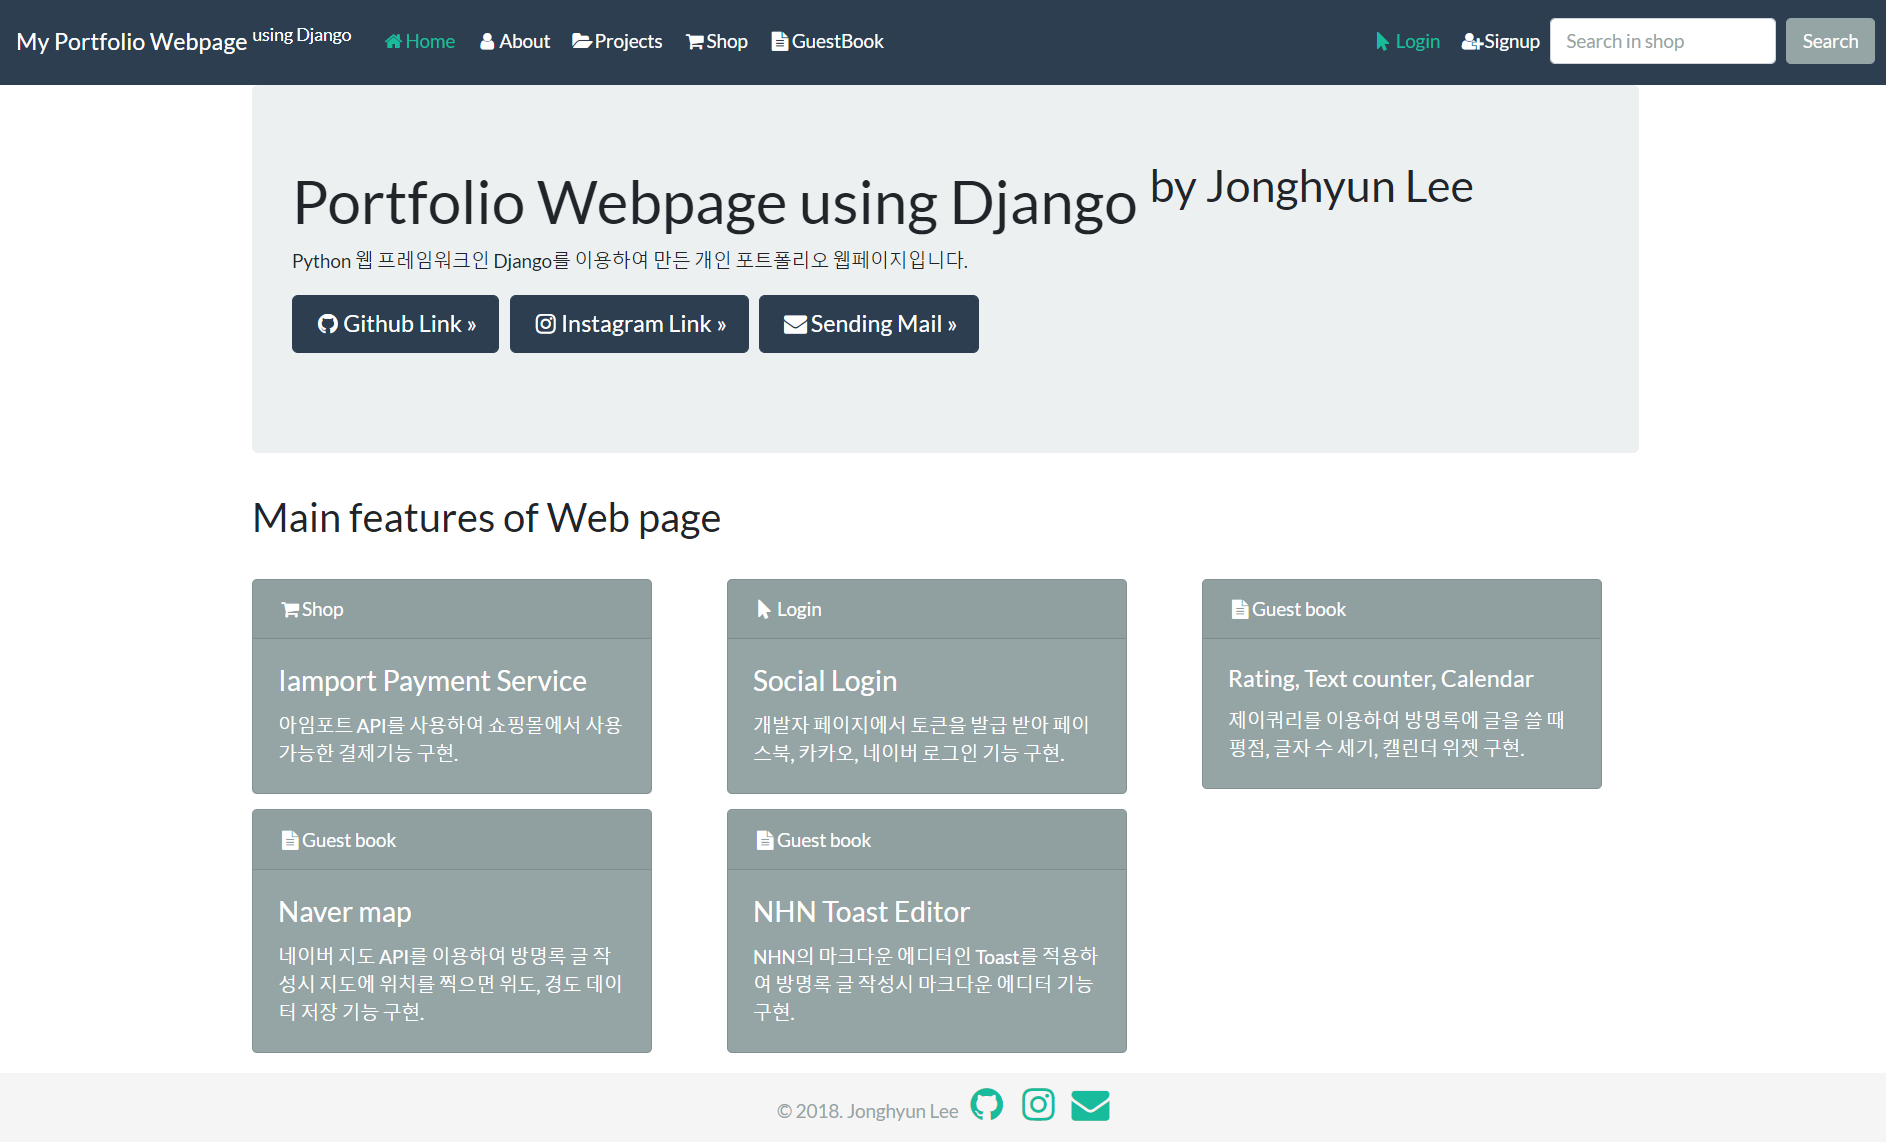 My Portfolio Webpage using Django Home About Projects Shop GuestBook Login Signup Search in shop Search
Portfolio Webpage using Django by Jonghyun Lee
Python 웹 프레임워크인 Django를 이용하여 만든 개인 포트폴리오 웹페이지입니다.
Github Link » Instagram Link » Sending Mail »
Main features of Web page
Shop
Iamport Payment Service
아임포트 API를 사용하여 쇼핑몰에서 사용
가능한 결제기능 구현.
Login
Social Login
개발자 페이지에서 토큰을 발급 받아 페이
스북, 카카오, 네이버 로그인 기능 구현.
Guest book
Rating, Text counter, Calendar
제이쿼리를 이용하여 방명록에 글을 쓸 때
평점, 글자 수 세기, 캘린더 위젯 구현.
Guest book
Naver map
네이버 지도 API를 이용하여 방명록 글 작
성시 지도에 위치를 찍으면 위도, 경도 데이
터 저장 기능 구현.
Guest book
NHN Toast Editor
NHN의 마크다운 에디터인 Toast를 적용하
여 방명록 글 작성시 마크다운 에디터 기능
구현.
© 2018. Jonghyun Lee